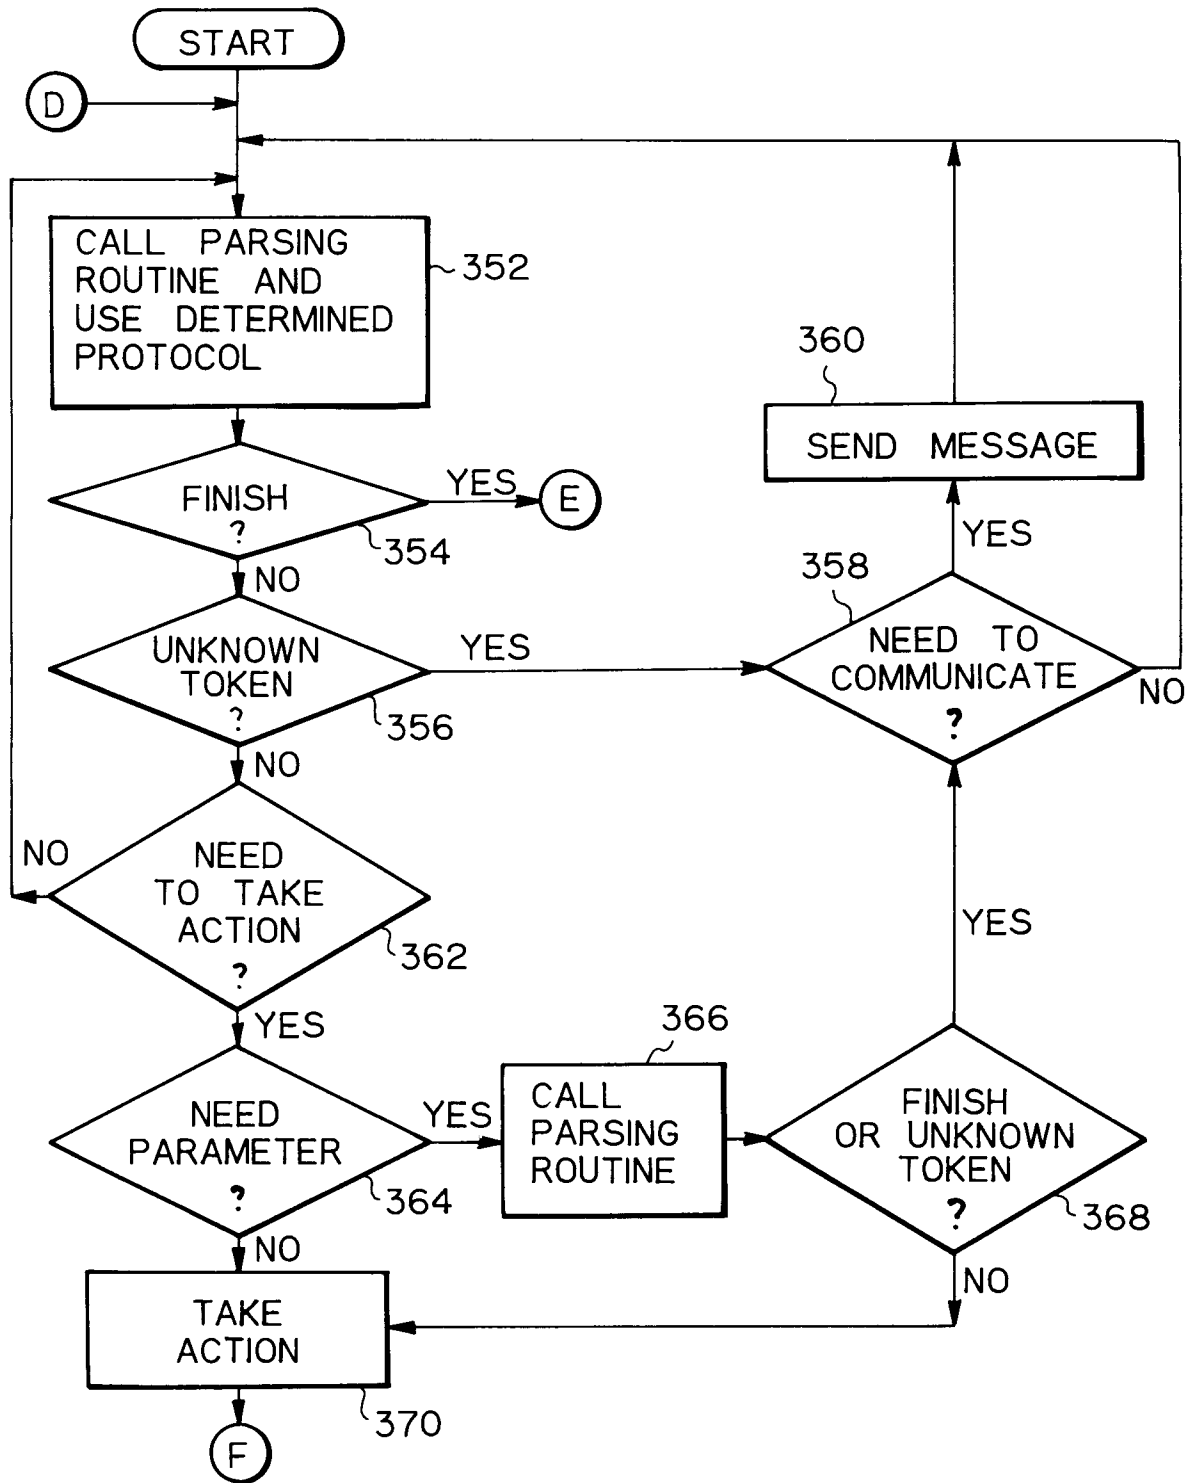 START
D
CALL PARSING
ROUTINE AND
USE DETERMINED
PROTOCOL
352
360
SEND MESSAGE
FINISH
?
YES
E
354
NO
YES
358
UNKNOWN
TOKEN
?
YES
356
NEED TO
COMMUNICATE
?
NO
NO
NO
NEED
TO TAKE
ACTION
?
362
YES
YES
366
NEED
PARAMETER
?
YES
364
CALL
PARSING
ROUTINE
FINISH
OR UNKNOWN
TOKEN
?
368
NO
NO
TAKE
ACTION
370
F